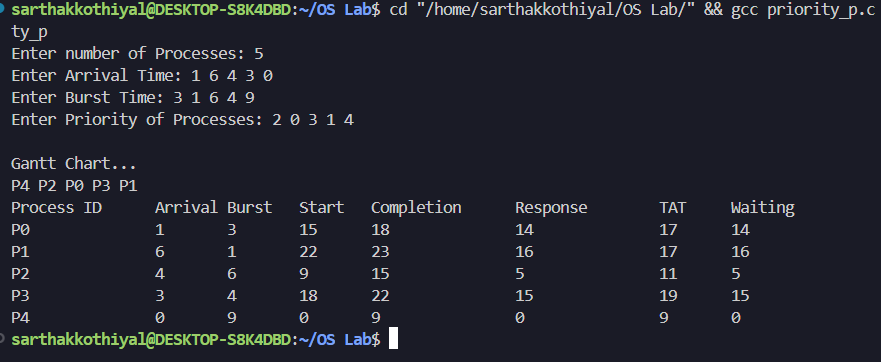 sarthakkothiyal@DESKTOP-S8K4DBD:~/OS Lab$ cd "/home/sarthakkothiyal/OS Lab/" && gcc priority_p.c
ty_p
Enter number of Processes: 5
Enter Arrival Time: 1 6 4 3 0
Enter Burst Time: 3 1 6 4 9
Enter Priority of Processes: 2 0 3 1 4
Gantt Chart...
P4 P2 P0 P3 P1
Process ID Arrival Burst Start Completion Response TAT Waiting
P0 1 3 15 18 14 17 14
P1 6 1 22 23 16 17 16
P2 4 6 9 15 5 11 5
P3 3 4 18 22 15 19 15
P4 0 9 0 9 0 9 0
sarthakkothiyal@DESKTOP-S8K4DBD:~/OS Lab$